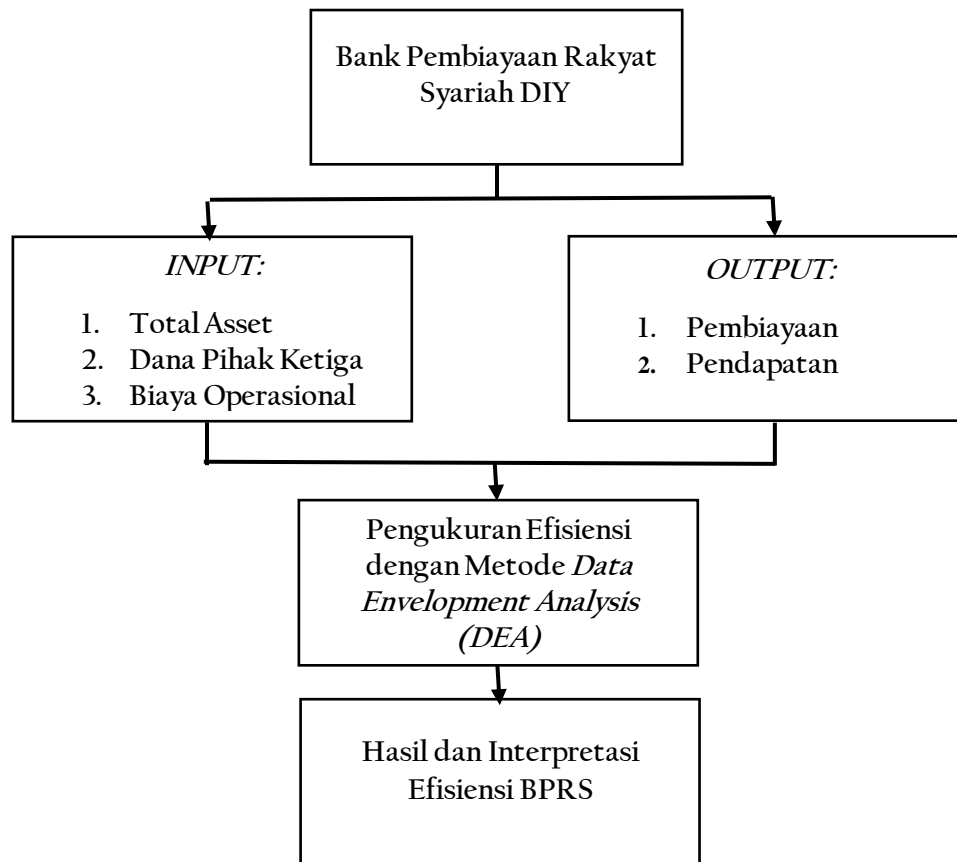 Bank Pembiayaan Rakyat
Syariah DIY
INPUT:
1. Total Asset
2. Dana Pihak Ketiga
3. Biaya Operasional
OUTPUT:
1. Pembiayaan
2. Pendapatan
Pengukuran Efisiensi
dengan Metode Data
Envelopment Analysis
(DEA)
Hasil dan Interpretasi
Efisiensi BPRS